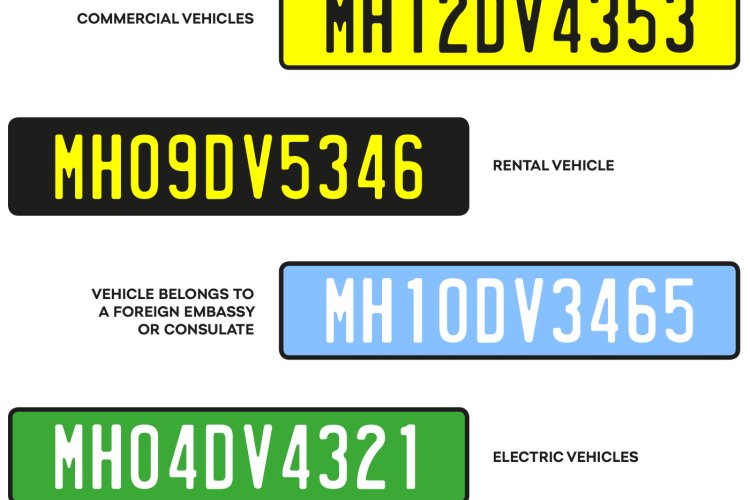 COMMERCIAL VEHICLES
MH12DV4353
MH09DV5346
RENTAL VEHICLE
VEHICLE BELONGS TO
A FOREIGN EMBASSY
OR CONSULATE
MH10DV3465
MH04DV4321
ELECTRIC VEHICLES